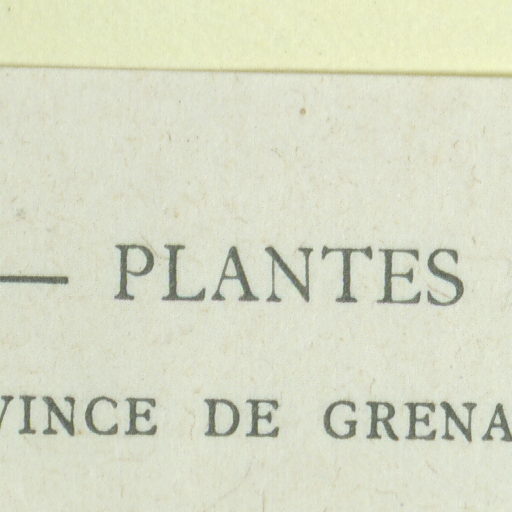 — PLANTES
VINCE DE GRENA